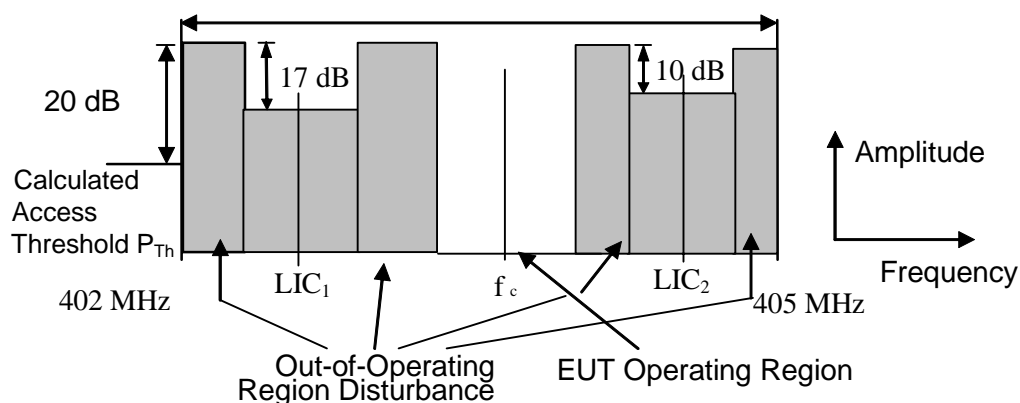 17 dB
10 dB
20 dB
Amplitude
Calculated
Access
Threshold P_Th
Frequency
LIC₁
f c
LIC₂
402 MHz
405 MHz
Out-of-Operating
Region Disturbance
EUT Operating Region